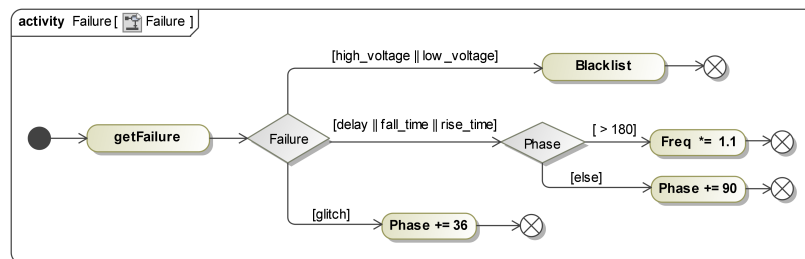 activity Failure [ Failure ]
[high_voltage || low_voltage]
Blacklist
getFailure
Failure
[delay || fall_time || rise_time]
Phase
[ > 180]
Freq *= 1.1
[else]
Phase += 90
[glitch]
Phase += 36